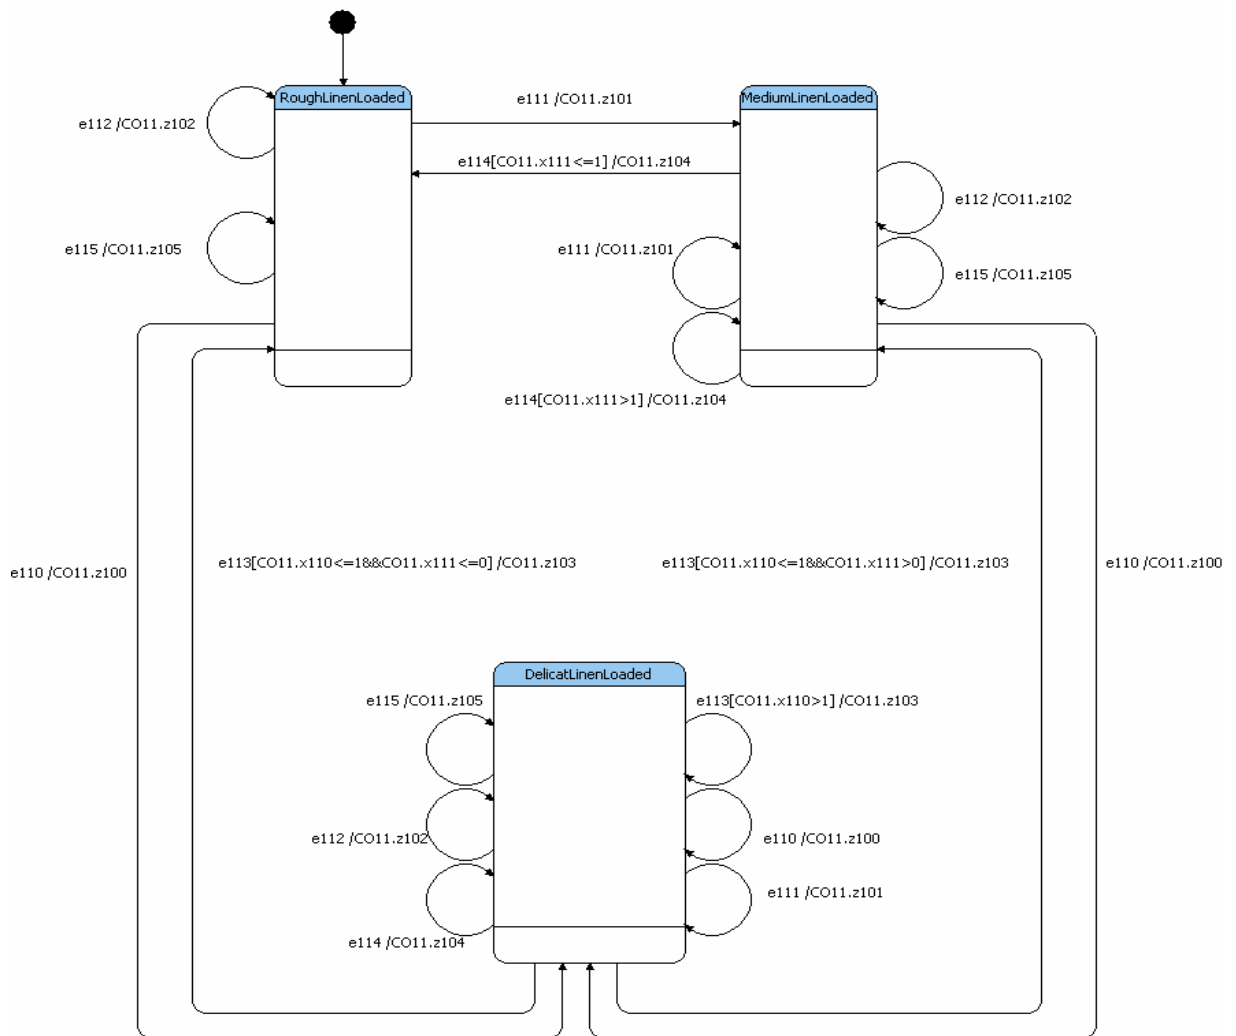 RoughLinenLoaded
MediumLinenLoaded
e111 /CO11.z101
e112 /CO11.z102
e114[CO11.x111<=1] /CO11.z104
e112 /CO11.z102
e115 /CO11.z105
e111 /CO11.z101
e115 /CO11.z105
e114[CO11.x111>1] /CO11.z104
e110 /CO11.z100
e113[CO11.x110<=1&&CO11.x111<=0] /CO11.z103
e113[CO11.x110<=1&&CO11.x111>0] /CO11.z103
e110 /CO11.z100
DelicatLinenLoaded
e115 /CO11.z105
e113[CO11.x110>1] /CO11.z103
e112 /CO11.z102
e110 /CO11.z100
e111 /CO11.z101
e114 /CO11.z104